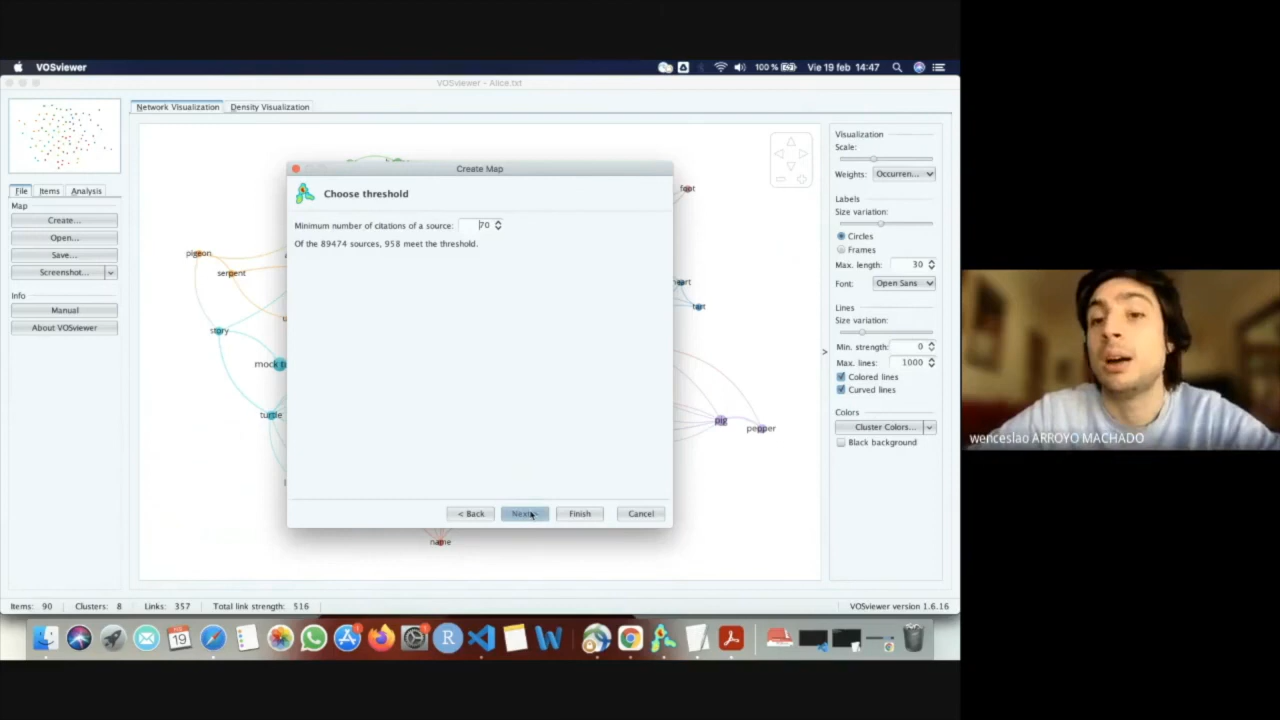 VOSviewer
100 %
Vie 19 feb 14:47
VOSviewer - Alice.txt
Network Visualization
Density Visualization
File
Items
Analysis
Map
Create...
Open...
Save...
Screenshot...
Info
Manual
About VOSviewer
pigeon
serpent
story
mock
turtle
name
foot
heart
tart
pig
pepper
Create Map
Choose threshold
Minimum number of citations of a source: 70
Of the 89474 sources, 958 meet the threshold.
< Back
Next >
Finish
Cancel
Visualization
Scale:
Weights: Occurren...
Labels
Size variation:
Circles
Frames
Max. length: 30
Font: Open Sans
Lines
Size variation:
>
Min. strength: 0
Max. lines: 1000
Colored lines
Curved lines
Colors
Cluster Colors...
Black background
wenceslao ARROYO MACHADO
Items: 90
Clusters: 8
Links: 357
Total link strength: 516
VOSviewer version 1.6.16
19
R
W